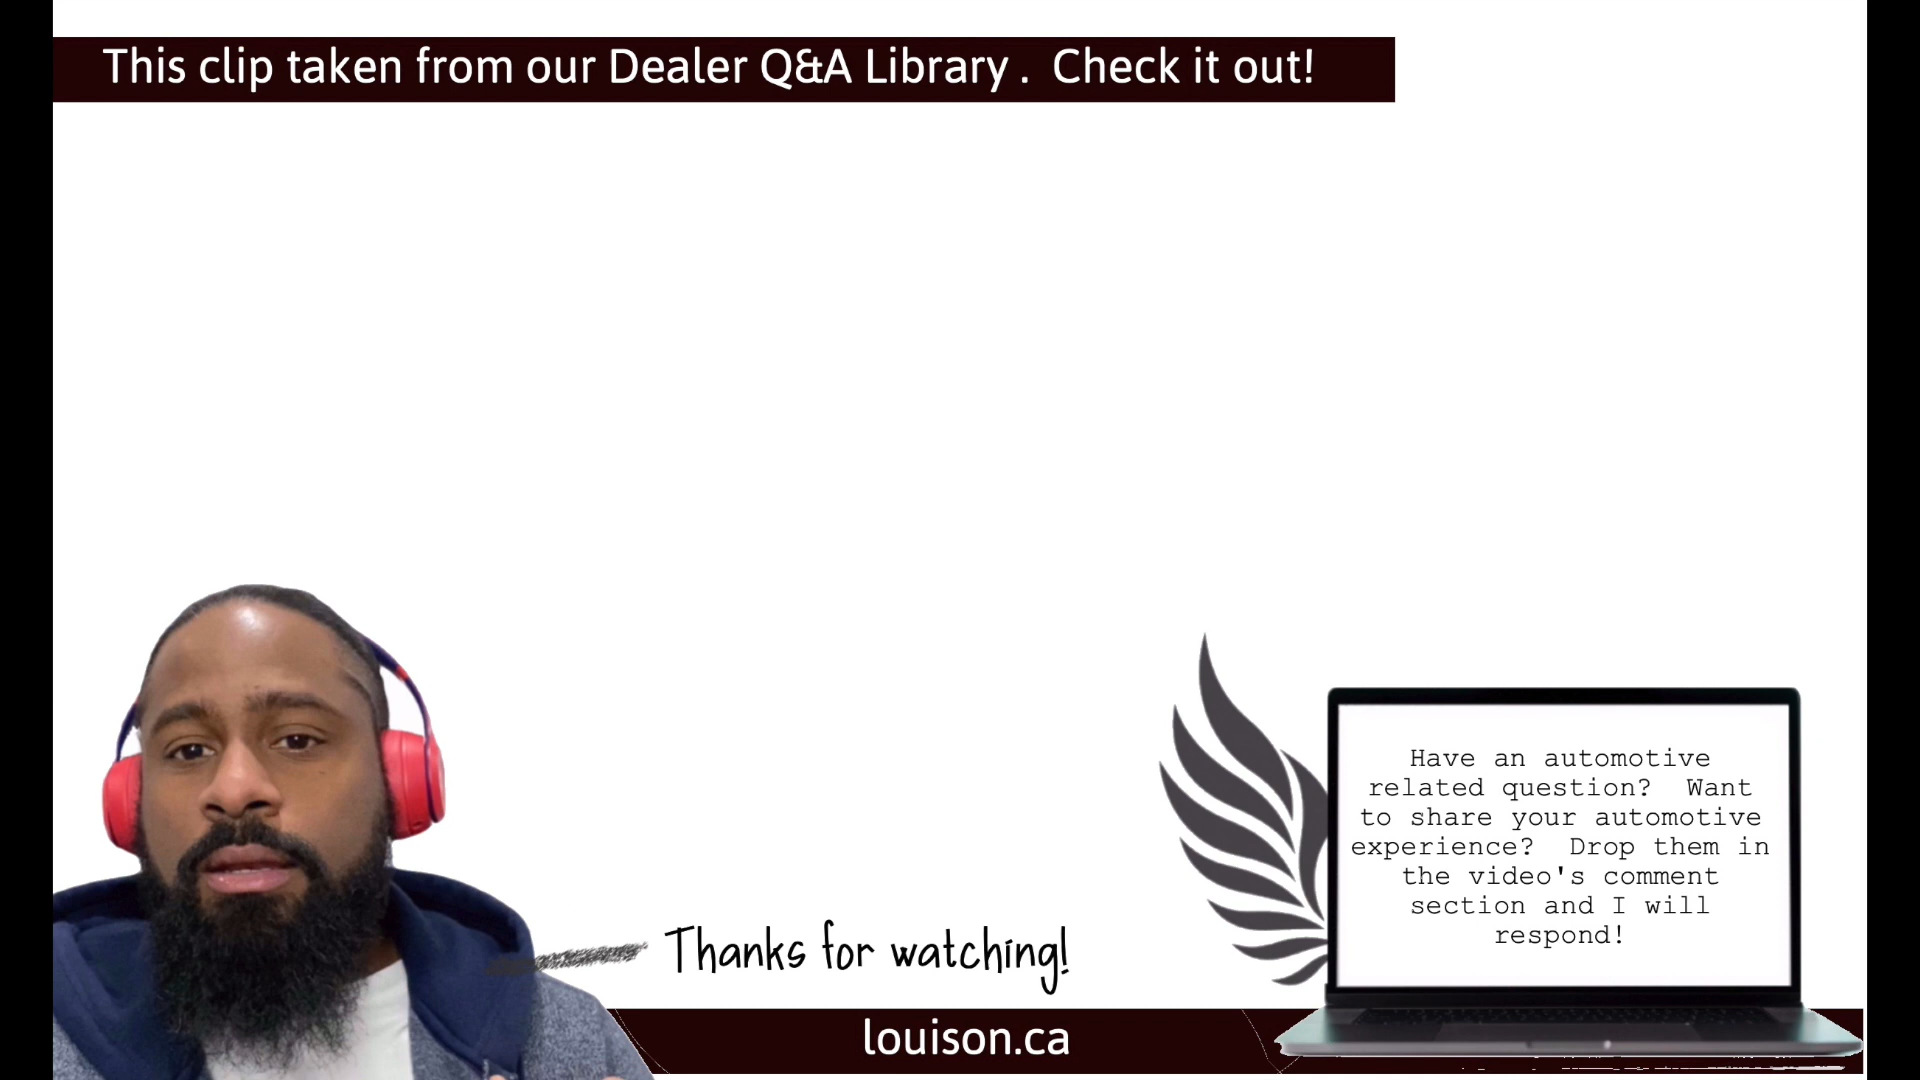 This clip taken from our Dealer Q&A Library .  Check it out!
Have an automotive
related question?  Want
to share your automotive
experience?  Drop them in
the video's comment
section and I will
respond!
Thanks for watching!
louison.ca